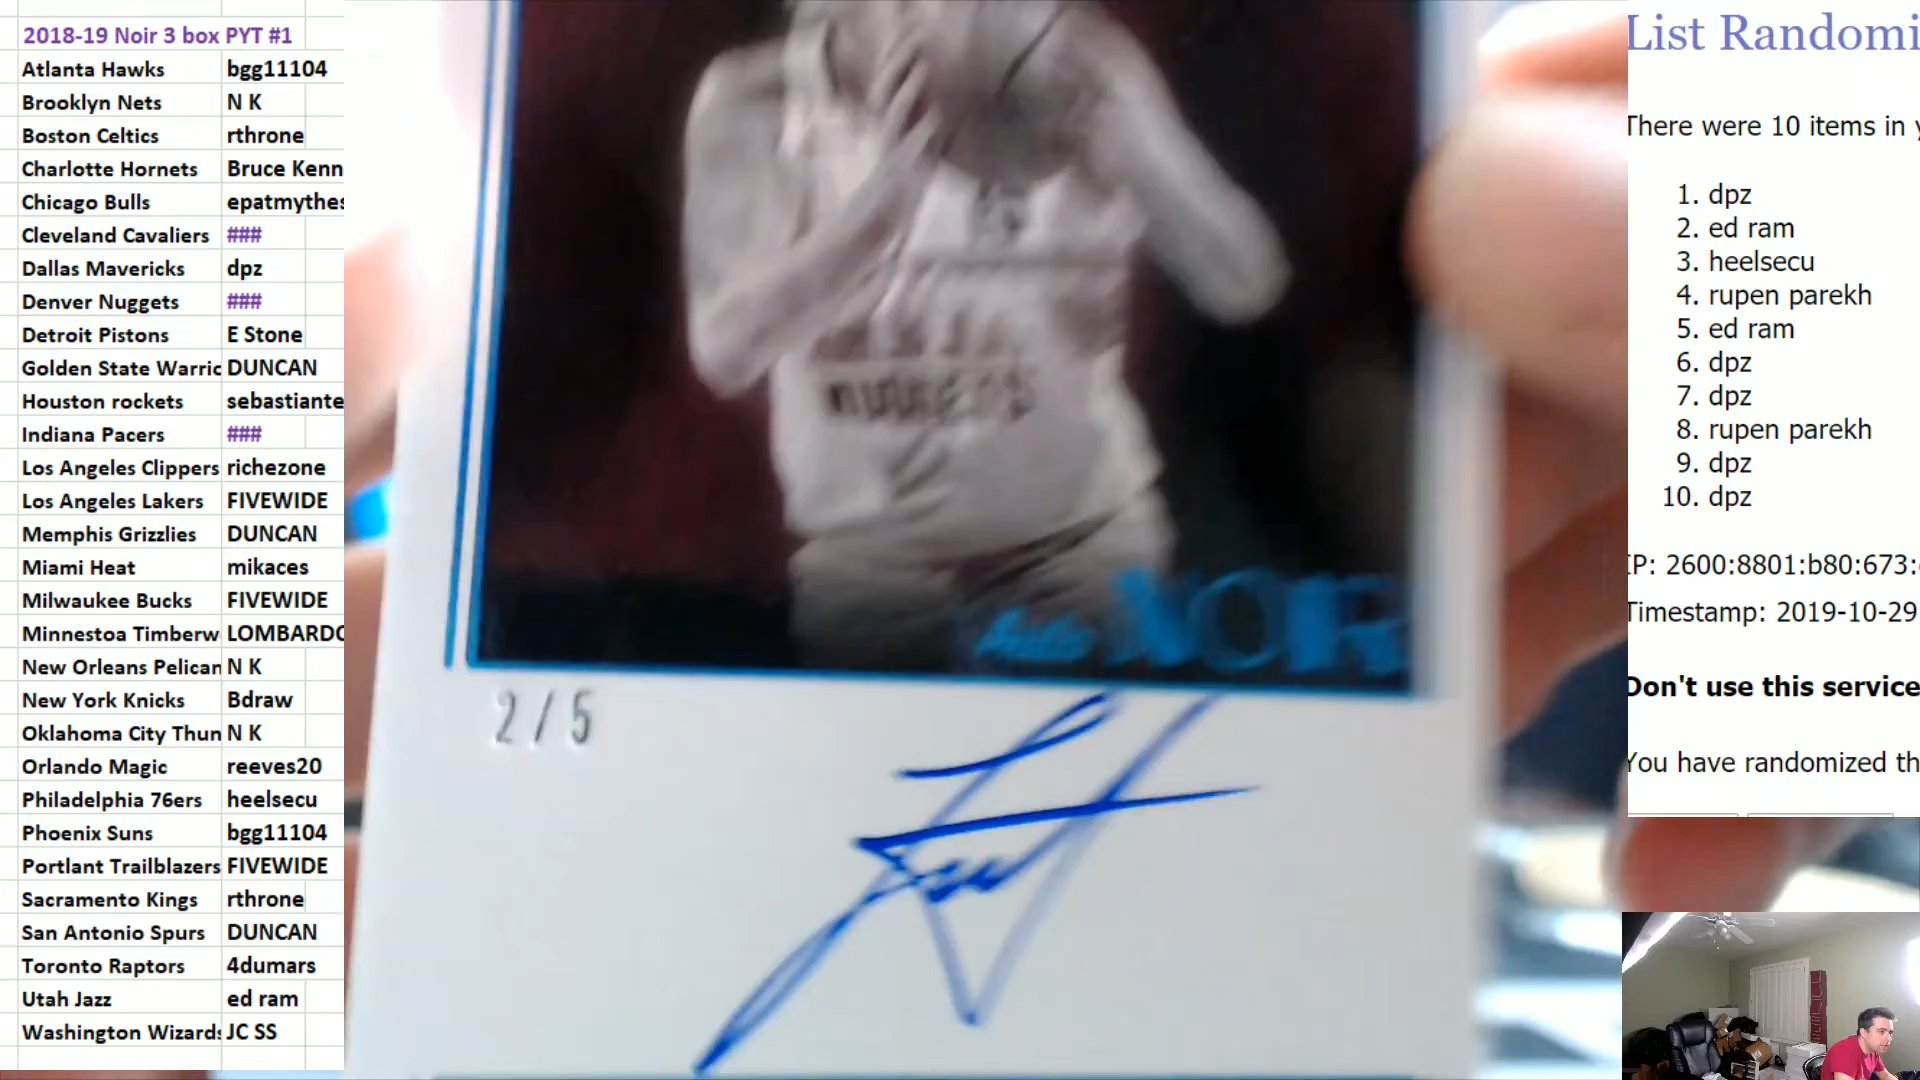 2018-19 Noir 3 box PYT #1
Atlanta Hawks bgg11104
Brooklyn Nets N K
Boston Celtics rthrone
Charlotte Hornets Bruce Kenn
Chicago Bulls epatmythes
Cleveland Cavaliers ###
Dallas Mavericks dpz
Denver Nuggets ###
Detroit Pistons E Stone
Golden State Warric DUNCAN
Houston rockets sebastiante
Indiana Pacers ###
Los Angeles Clippers richezone
Los Angeles Lakers FIVEWIDE
Memphis Grizzlies DUNCAN
Miami Heat mikaces
Milwaukee Bucks FIVEWIDE
Minnestoa Timberw LOMBARDO
New Orleans Pelican N K
New York Knicks Bdraw
Oklahoma City Thun N K
Orlando Magic reeves20
Philadelphia 76ers heelsecu
Phoenix Suns bgg11104
Portlant Trailblazers FIVEWIDE
Sacramento Kings rthrone
San Antonio Spurs DUNCAN
Toronto Raptors 4dumars
Utah Jazz ed ram
Washington Wizards JC SS
NUGGETS
NOIR
2/5
List Randomi
There were 10 items in y
1. dpz
2. ed ram
3. heelsecu
4. rupen parekh
5. ed ram
6. dpz
7. dpz
8. rupen parekh
9. dpz
10. dpz
IP: 2600:8801:b80:673:
Timestamp: 2019-10-29
Don't use this service
You have randomized th